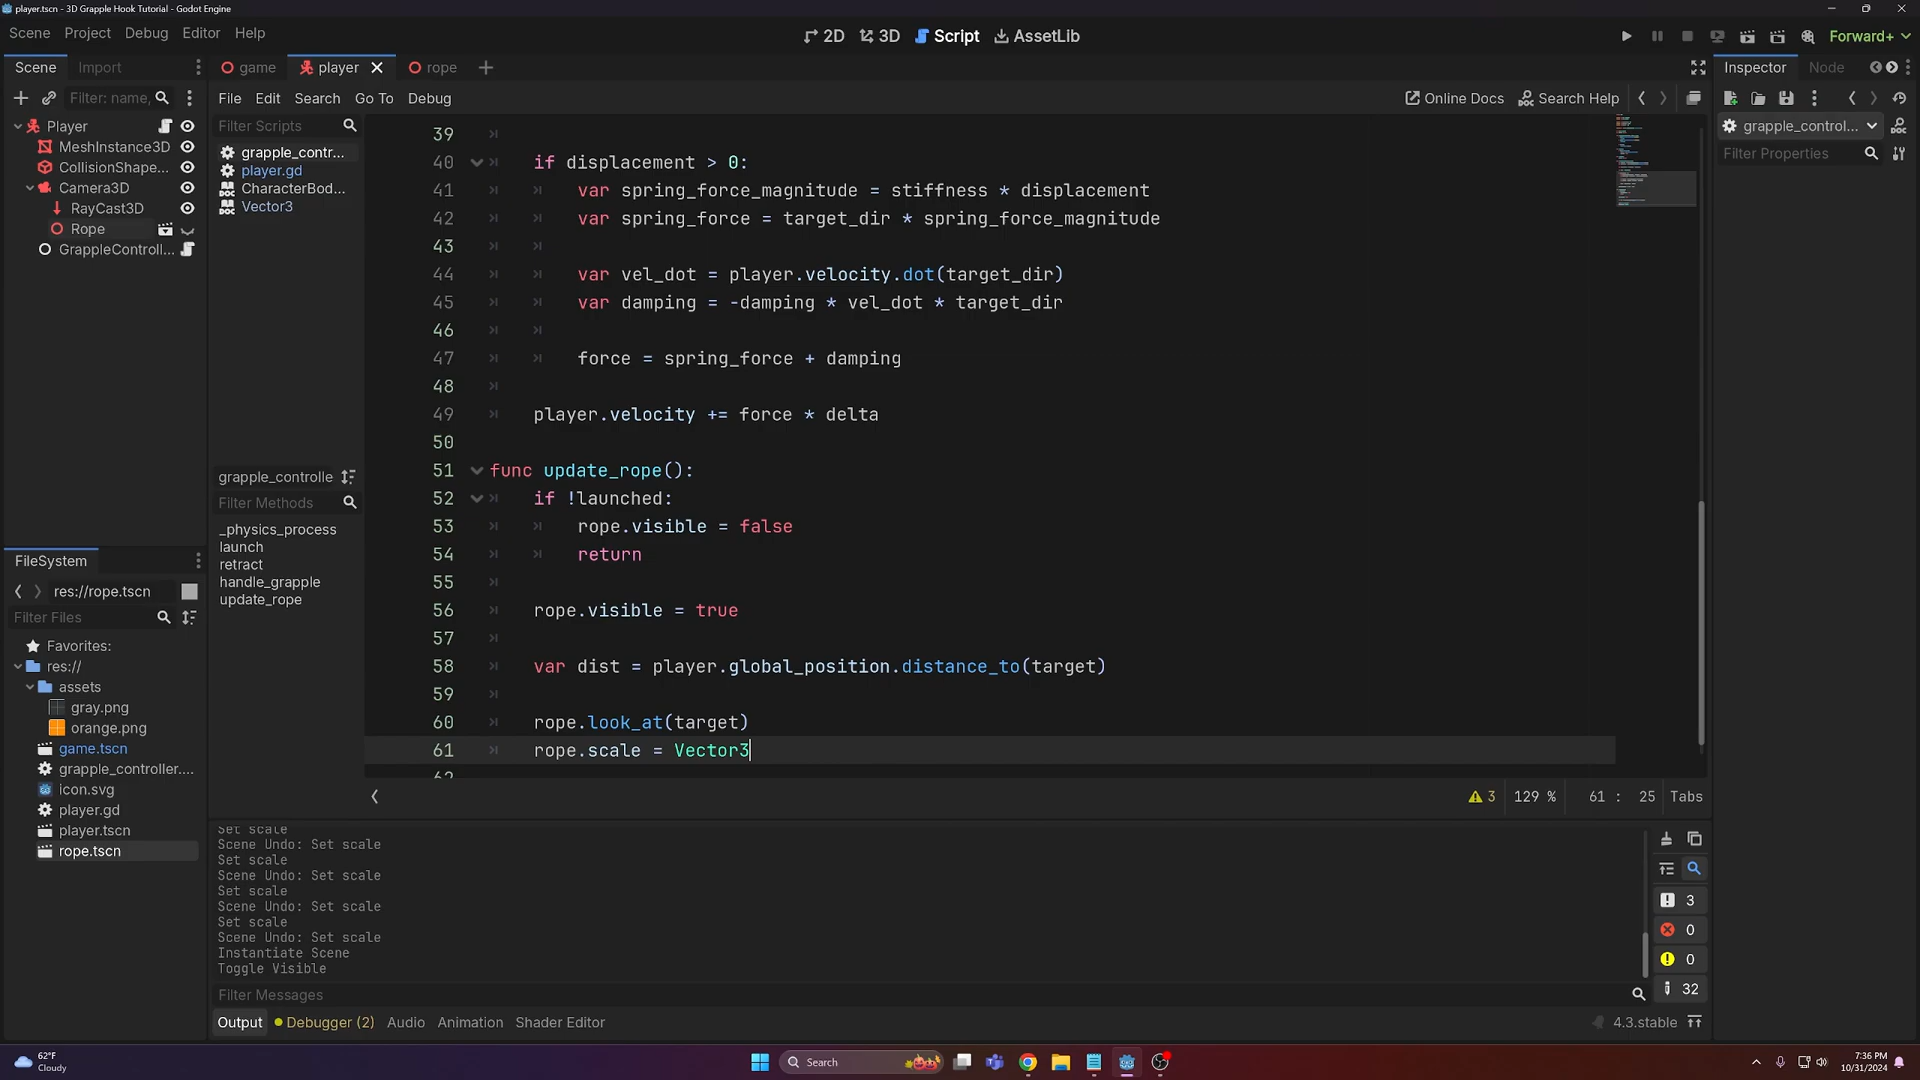 player.tscn - 3D Grapple Hook Tutorial - Godot Engine
Scene Project Debug Editor Help
2D 3D Script AssetLib
Forward+
Scene Import
game player rope
Inspector Node
Filter: name,
File Edit Search Go To Debug
Online Docs Search Help
Player
MeshInstance3D
CollisionShape...
Camera3D
RayCast3D
Rope
GrappleControll...
Filter Scripts
grapple_contr...
player.gd
CharacterBod...
Vector3
grapple_controlle
Filter Methods
_physics_process
launch
retract
handle_grapple
update_rope
grapple_control...
Filter Properties
39
40 if displacement > 0:
41 var spring_force_magnitude = stiffness * displacement
42 var spring_force = target_dir * spring_force_magnitude
43
44 var vel_dot = player.velocity.dot(target_dir)
45 var damping = -damping * vel_dot * target_dir
46
47 force = spring_force + damping
48
49 player.velocity += force * delta
50
51 func update_rope():
52 if !launched:
53 rope.visible = false
54 return
55
56 rope.visible = true
57
58 var dist = player.global_position.distance_to(target)
59
60 rope.look_at(target)
61 rope.scale = Vector3
62
3 129 % 61 : 25 Tabs
FileSystem
res://rope.tscn
Filter Files
Favorites:
res://
assets
gray.png
orange.png
game.tscn
grapple_controller....
icon.svg
player.gd
player.tscn
rope.tscn
Set scale
Scene Undo: Set scale
Set scale
Scene Undo: Set scale
Set scale
Scene Undo: Set scale
Set scale
Scene Undo: Set scale
Instantiate Scene
Toggle Visible
3
0
0
32
Filter Messages
Output Debugger (2) Audio Animation Shader Editor
4.3.stable
62°F
Cloudy
Search
7:36 PM
10/31/2024